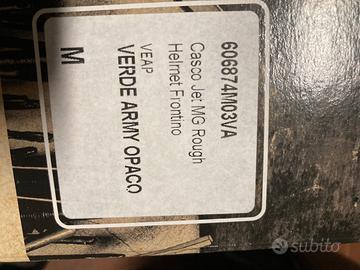 606874M03VA
Casco Jet MG Rough
Helmet Frontino
VEAP
VERDE ARMY OPACO
M
subito